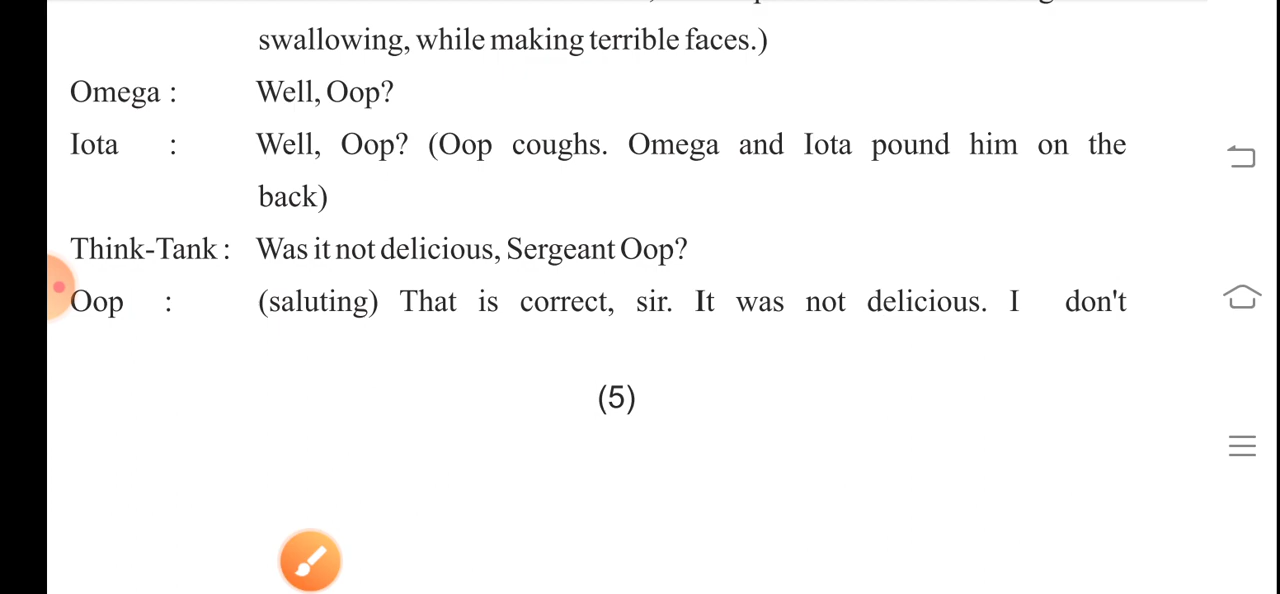 swallowing, while making terrible faces.)
Omega : Well, Oop?
Iota : Well, Oop? (Oop coughs. Omega and Iota pound him on the
back)
Think-Tank : Was it not delicious, Sergeant Oop?
Oop : (saluting) That is correct, sir. It was not delicious. I don't
(5)